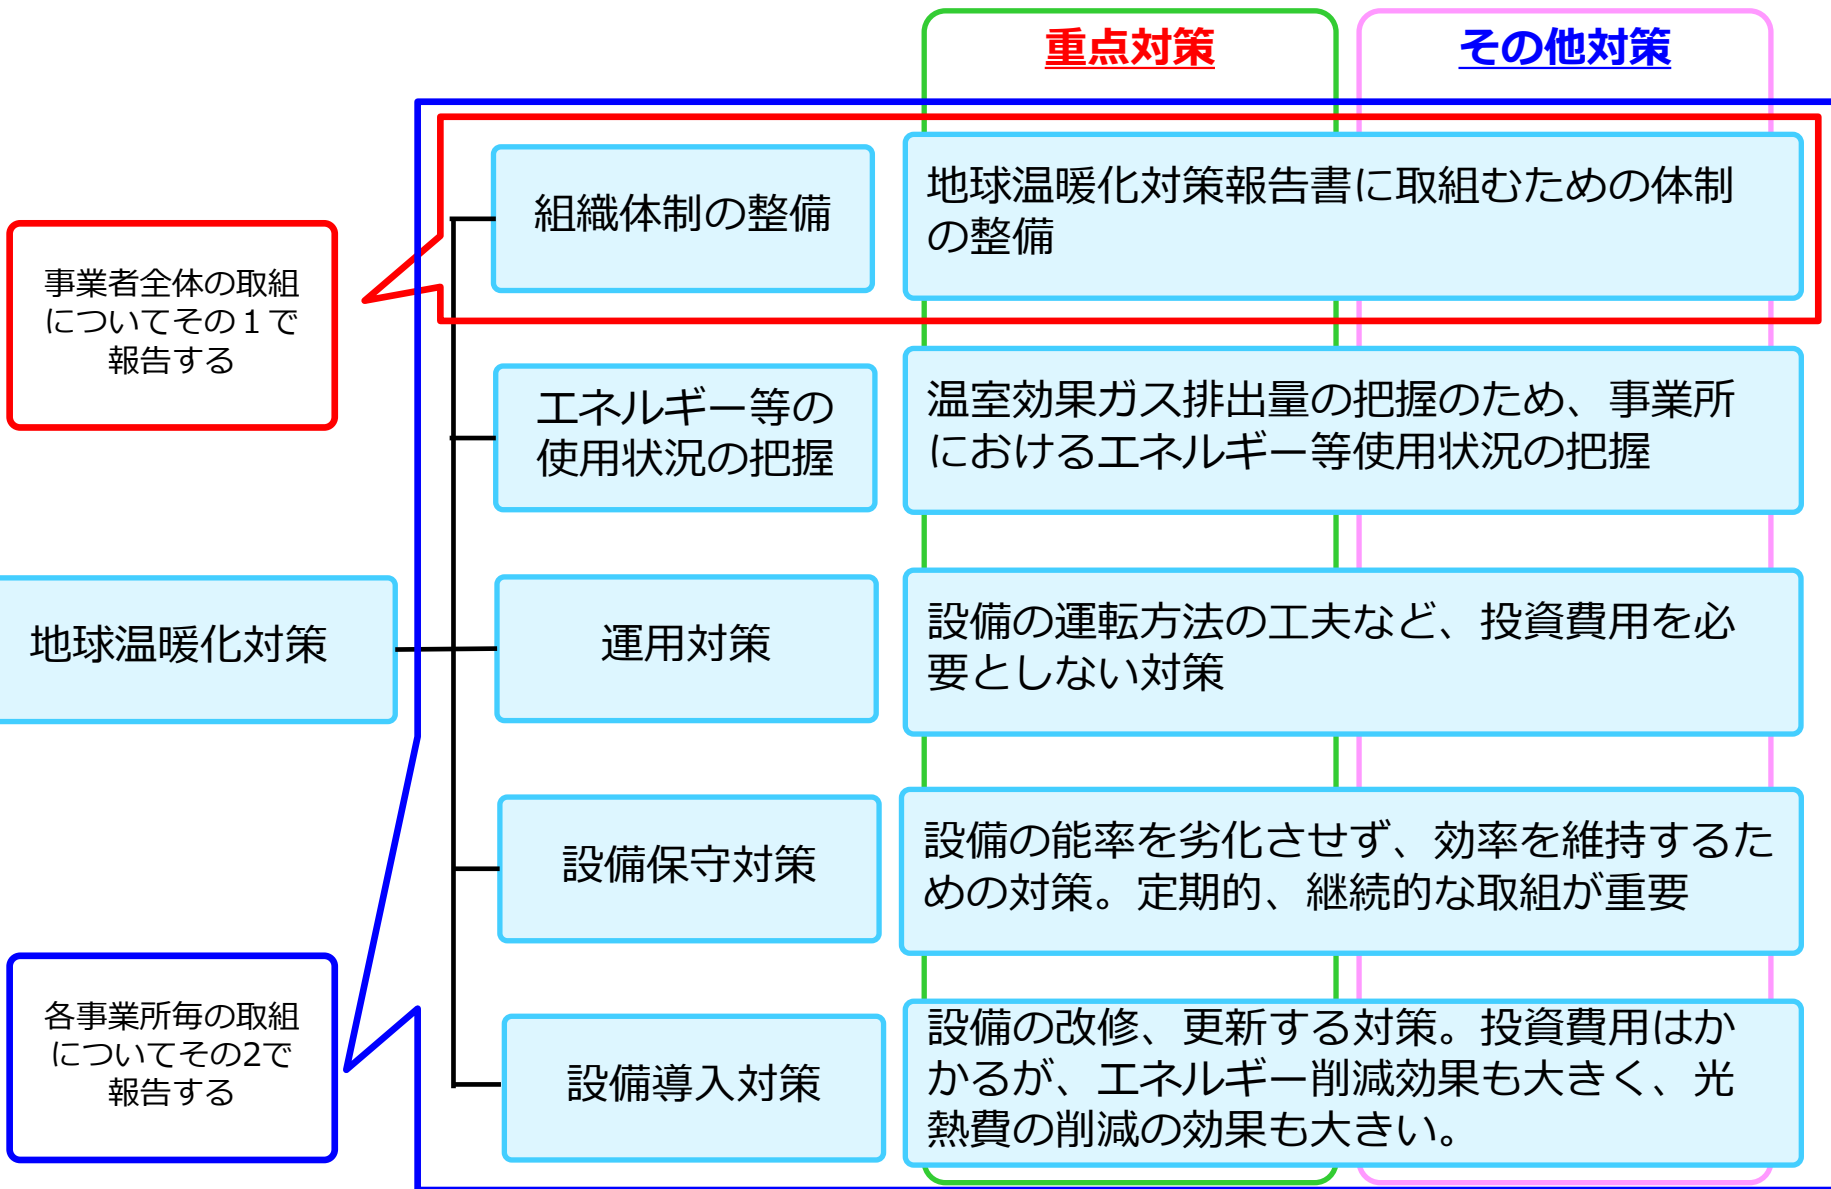 重点対策
その他対策
組織体制の整備
地球温暖化対策報告書に取組むための体制
の整備
事業者全体の取組
についてその１で
報告する
エネルギー等の
使用状況の把握
温室効果ガス排出量の把握のため、事業所
におけるエネルギー等使用状況の把握
地球温暖化対策
運用対策
設備の運転方法の工夫など、投資費用を必
要としない対策
設備保守対策
設備の能率を劣化させず、効率を維持するた
めの対策。定期的、継続的な取組が重要
各事業所毎の取組
についてその2で
報告する
設備導入対策
設備の改修、更新する対策。投資費用はか
かるが、エネルギー削減効果も大きく、光
熱費の削減の効果も大きい。